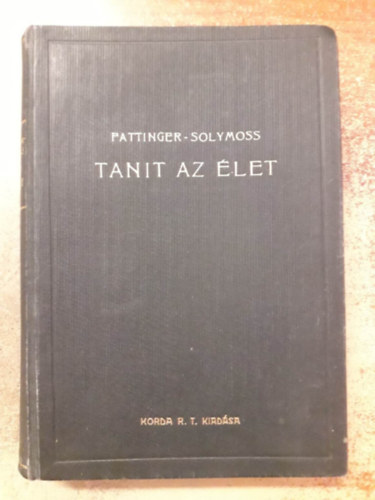 PATTINGER-SOLYMOSS
TANIT AZ ÉLET
KORDA R. T. KIADÁSA